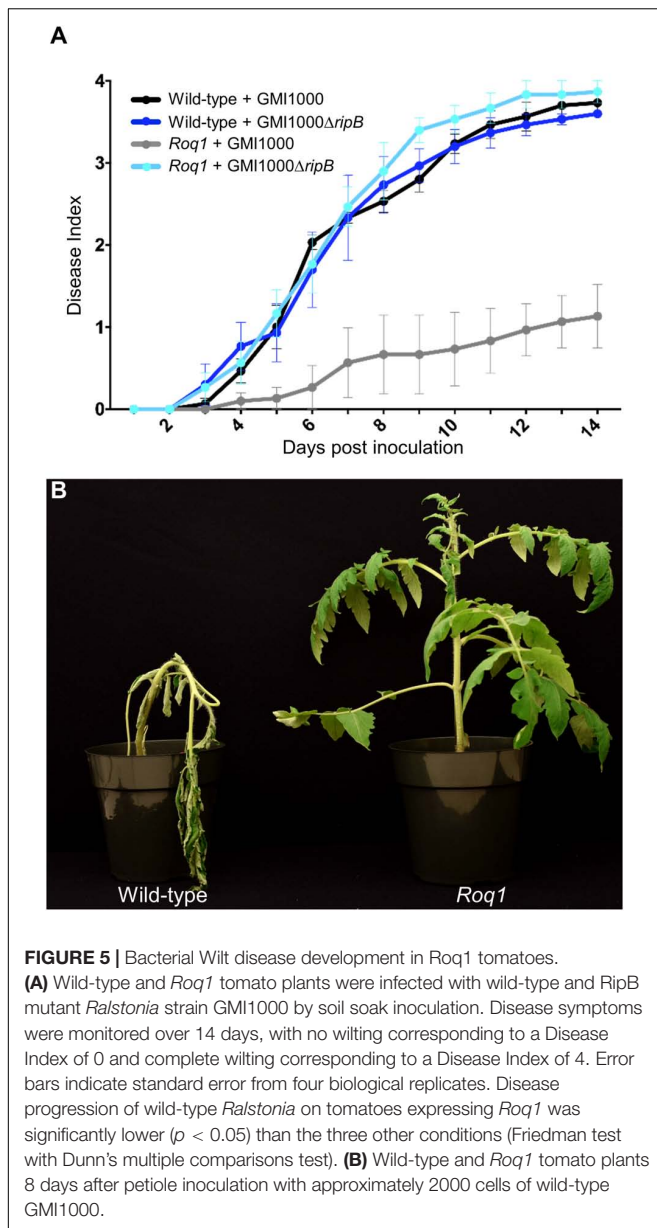 A
4
3
2
1
0
Disease Index
Wild-type + GMI1000
Wild-type + GMI1000ΔripB
Roq1 + GMI1000
Roq1 + GMI1000ΔripB
2
4
6
8
10
12
14
Days post inoculation
B
Wild-type
Roq1
FIGURE 5 | Bacterial Wilt disease development in Roq1 tomatoes.
(A) Wild-type and Roq1 tomato plants were infected with wild-type and RipB
mutant Ralstonia strain GMI1000 by soil soak inoculation. Disease symptoms
were monitored over 14 days, with no wilting corresponding to a Disease
Index of 0 and complete wilting corresponding to a Disease Index of 4. Error
bars indicate standard error from four biological replicates. Disease
progression of wild-type Ralstonia on tomatoes expressing Roq1 was
significantly lower (p < 0.05) than the three other conditions (Friedman test
with Dunn's multiple comparisons test). (B) Wild-type and Roq1 tomato plants
8 days after petiole inoculation with approximately 2000 cells of wild-type
GMI1000.